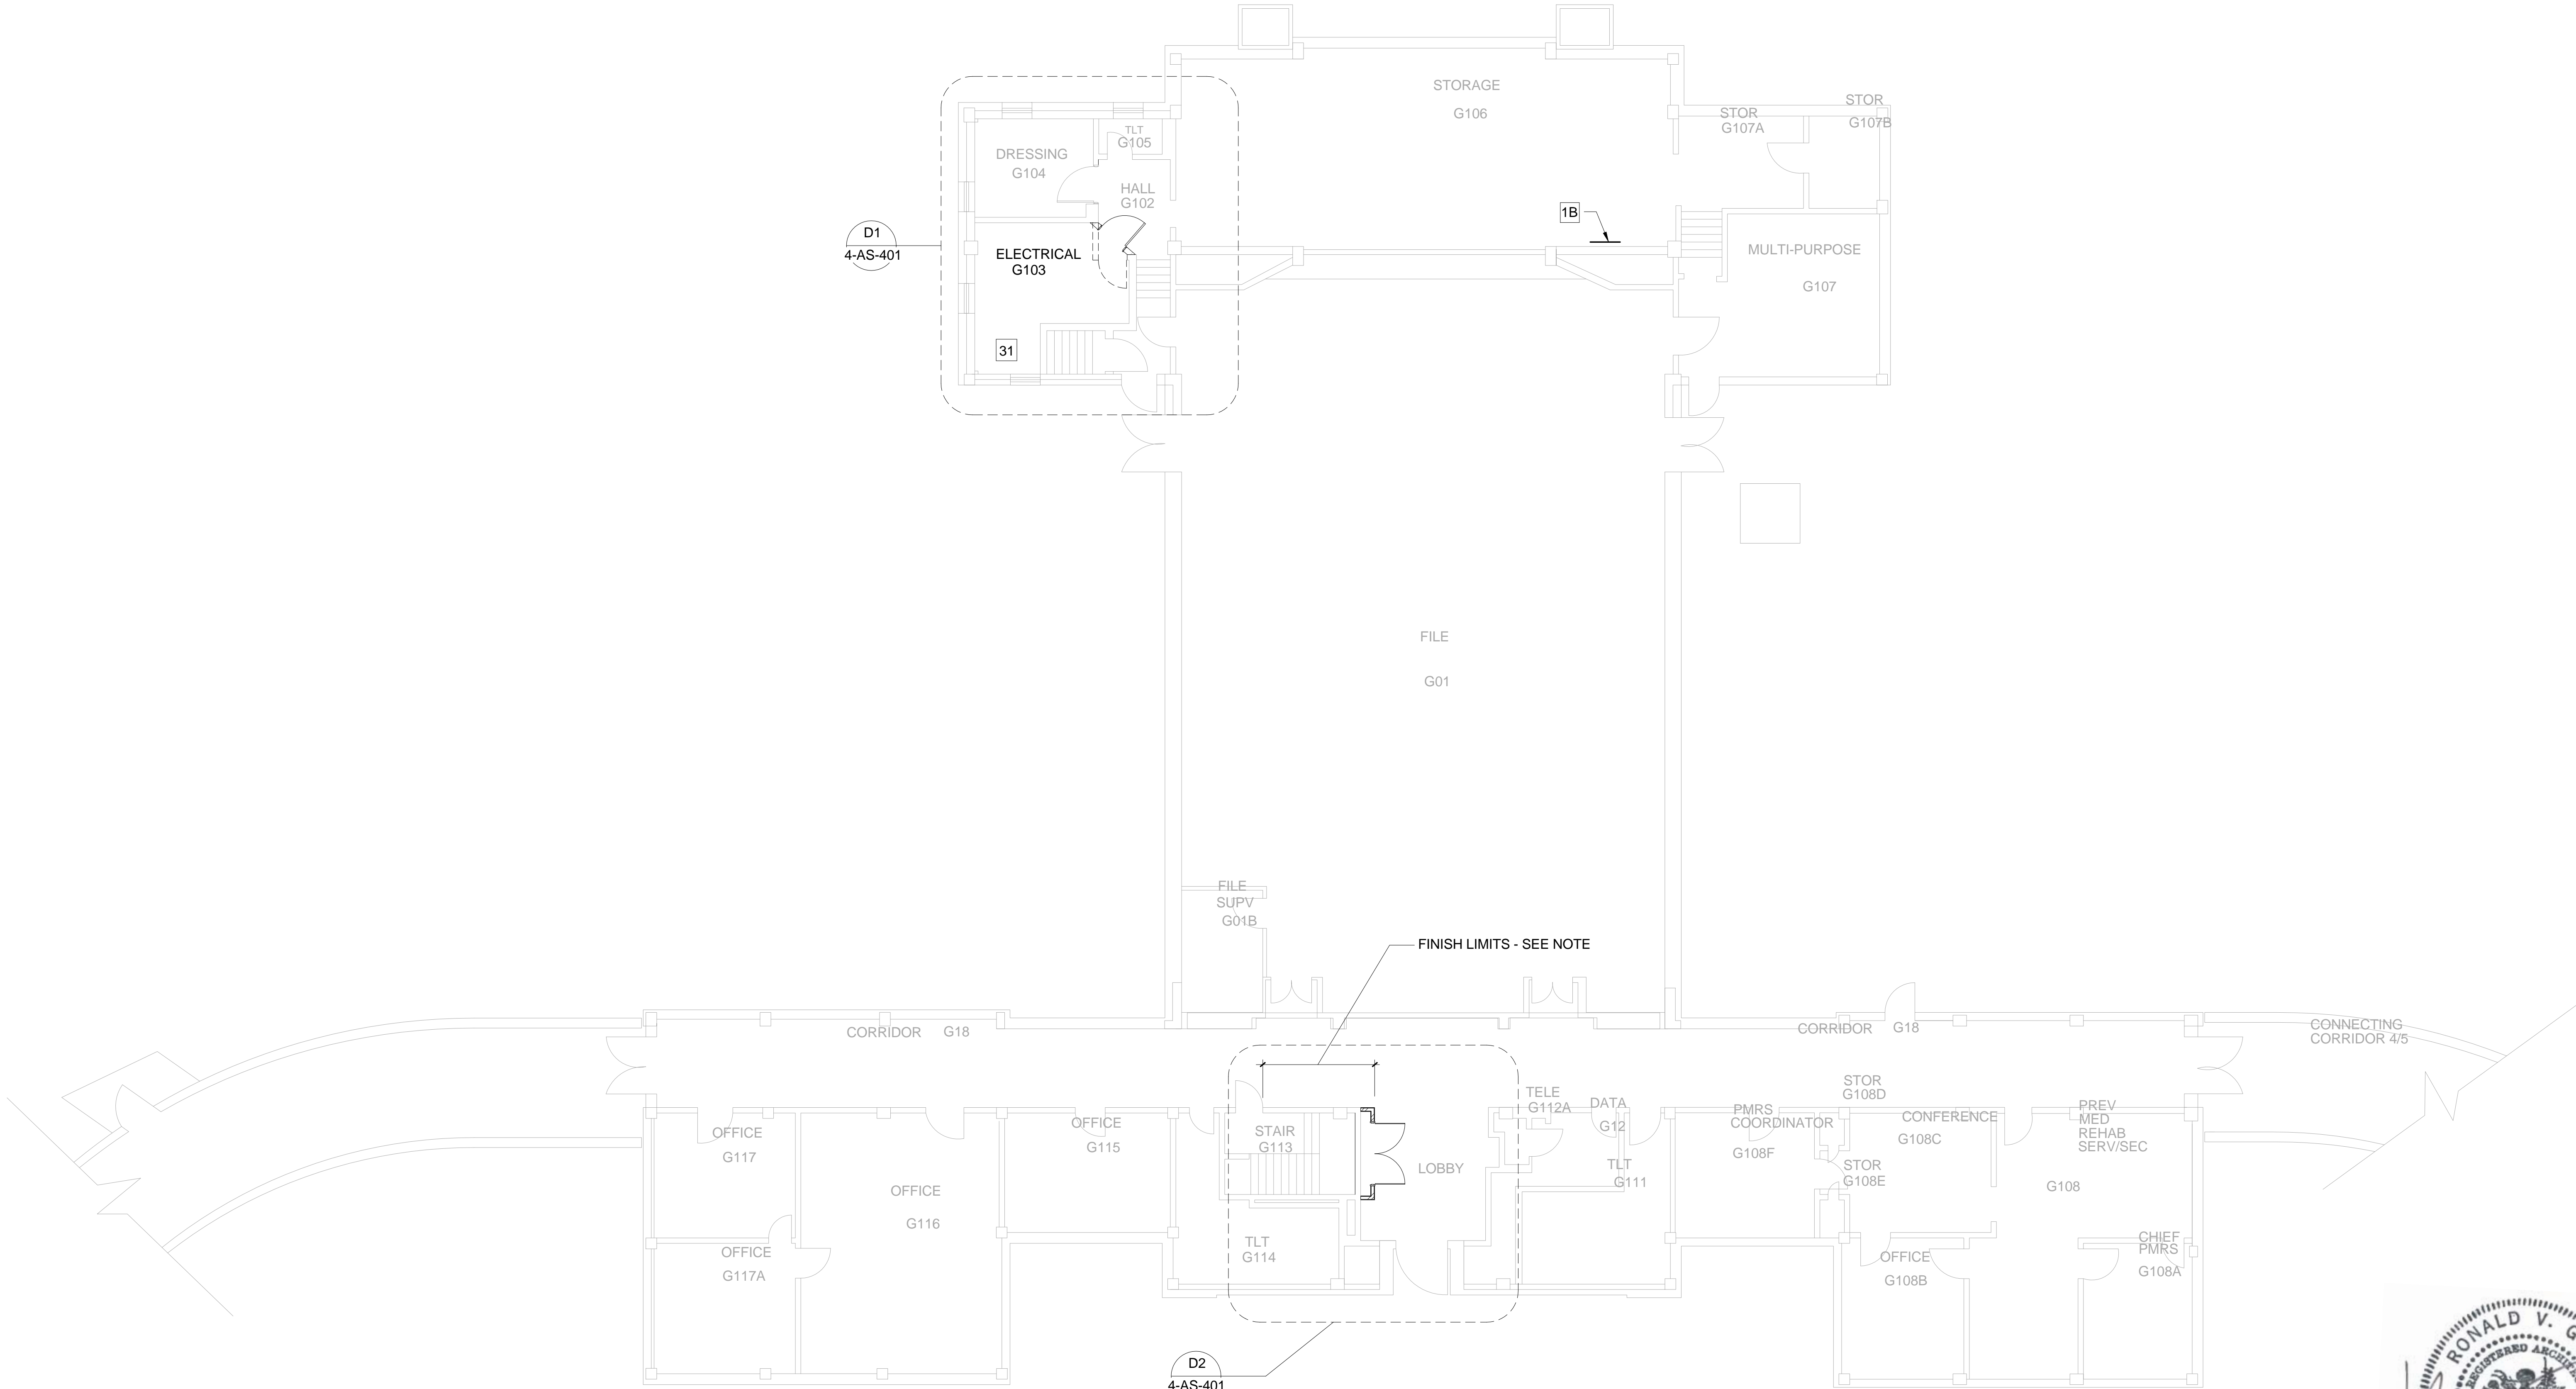 STORAGE
G106
STOR
G107A
STOR
G107B
TLT
G105
DRESSING
G104
HALL
G102
1B
D1
4-AS-401
ELECTRICAL
G103
MULTI-PURPOSE
G107
31
FILE
G01
FILE
SUPV
G01B
FINISH LIMITS - SEE NOTE
CORRIDOR G18
CORRIDOR G18
CONNECTING
CORRIDOR 4/5
OFFICE
G117
OFFICE
G116
OFFICE
G115
STAIR
G113
LOBBY
TELE
G112A
DATA
G12
TLT
G111
PMRS
COORDINATOR
G108F
STOR
G108D
CONFERENCE
G108C
STOR
G108E
PREV
MED
REHAB
SERV/SEC
G108
OFFICE
G117A
TLT
G114
OFFICE
G108B
CHIEF
PMRS
G108A
D2
4-AS-401
RONALD V. G
REGISTERED